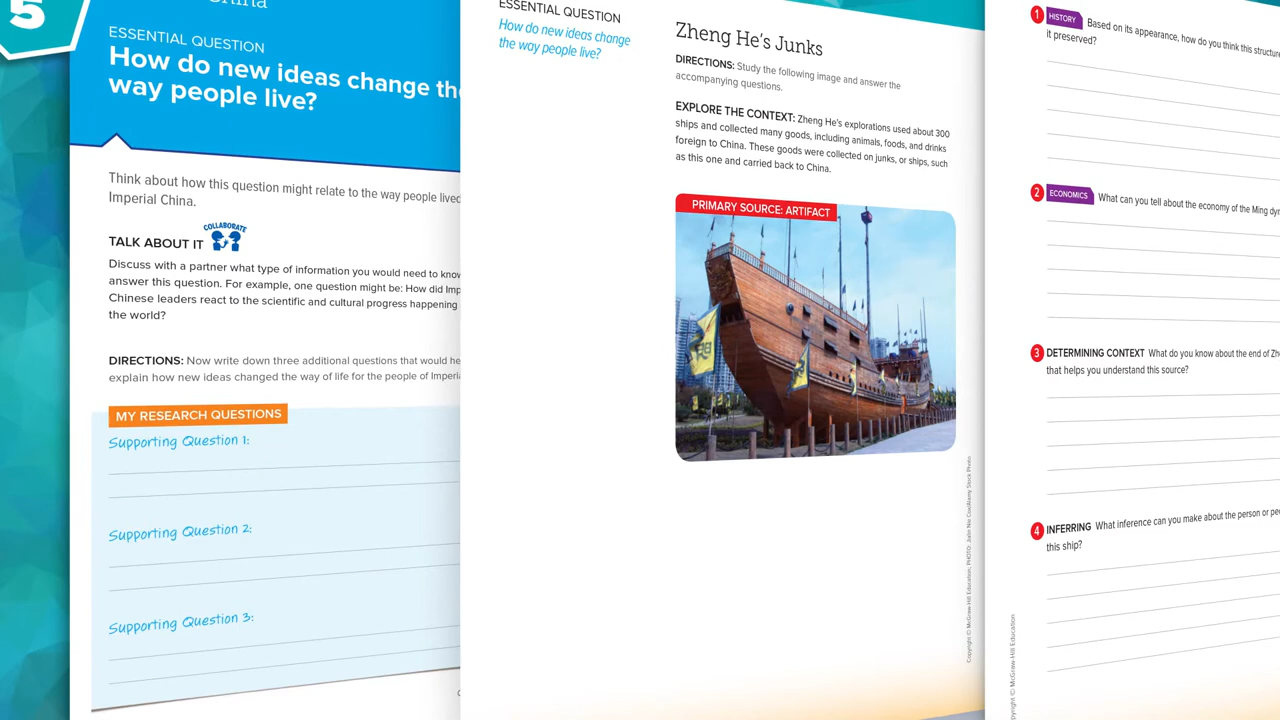 5
China
ESSENTIAL QUESTION
How do new ideas change the
way people live?
Think about how this question might relate to the way people lived
Imperial China.
COLLABORATE
TALK ABOUT IT
Discuss with a partner what type of information you would need to know
answer this question. For example, one question might be: How did
Chinese leaders react to the scientific and cultural progress happening
the world?
DIRECTIONS: Now write down three additional questions that would
explain how new ideas changed the way of life for the people of
MY RESEARCH QUESTIONS
Supporting Question 1:
Supporting Question 2:
Supporting Question 3:
ESSENTIAL QUESTION
How do new ideas change
the way people live?
Zheng He's Junks
DIRECTIONS: Study the following image and answer the
accompanying questions.
EXPLORE THE CONTEXT: Zheng He's explorations used about 300
ships and collected many goods, including animals, foods, and drinks
foreign to China. These goods were collected on junks, or ships, such
as this one and carried back to China.
PRIMARY SOURCE: ARTIFACT
Copyright © McGraw-Hill Education; PHOTO:
1 HISTORY Based on its appearance, how do you think this
it preserved?
2 ECONOMICS What can you tell about the economy of the Ming
3 DETERMINING CONTEXT What do you know about the end of
that helps you understand this source?
4 INFERRING What inference can you make about the person or
this ship?
McGraw-Hill Education